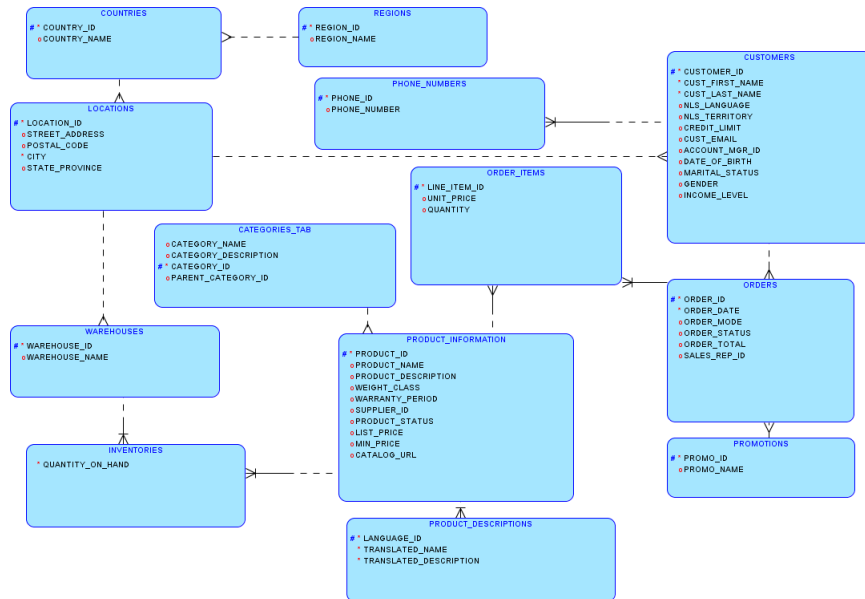 COUNTRIES
# * COUNTRY_ID
o COUNTRY_NAME
REGIONS
# * REGION_ID
o REGION_NAME
CUSTOMERS
# * CUSTOMER_ID
* CUST_FIRST_NAME
* CUST_LAST_NAME
o NLS_LANGUAGE
o NLS_TERRITORY
o CREDIT_LIMIT
o CUST_EMAIL
o ACCOUNT_MGR_ID
o DATE_OF_BIRTH
o MARITAL_STATUS
o GENDER
o INCOME_LEVEL
PHONE_NUMBERS
# * PHONE_ID
o PHONE_NUMBER
LOCATIONS
# * LOCATION_ID
o STREET_ADDRESS
o POSTAL_CODE
* CITY
o STATE_PROVINCE
ORDER_ITEMS
# * LINE_ITEM_ID
o UNIT_PRICE
o QUANTITY
CATEGORIES_TAB
o CATEGORY_NAME
o CATEGORY_DESCRIPTION
# * CATEGORY_ID
o PARENT_CATEGORY_ID
ORDERS
# * ORDER_ID
* ORDER_DATE
o ORDER_MODE
o ORDER_STATUS
o ORDER_TOTAL
o SALES_REP_ID
WAREHOUSES
# * WAREHOUSE_ID
o WAREHOUSE_NAME
PRODUCT_INFORMATION
# * PRODUCT_ID
o PRODUCT_NAME
o PRODUCT_DESCRIPTION
o WEIGHT_CLASS
o WARRANTY_PERIOD
o SUPPLIER_ID
o PRODUCT_STATUS
o LIST_PRICE
o MIN_PRICE
o CATALOG_URL
INVENTORIES
* QUANTITY_ON_HAND
PROMOTIONS
# * PROMO_ID
o PROMO_NAME
PRODUCT_DESCRIPTIONS
# * LANGUAGE_ID
* TRANSLATED_NAME
* TRANSLATED_DESCRIPTION